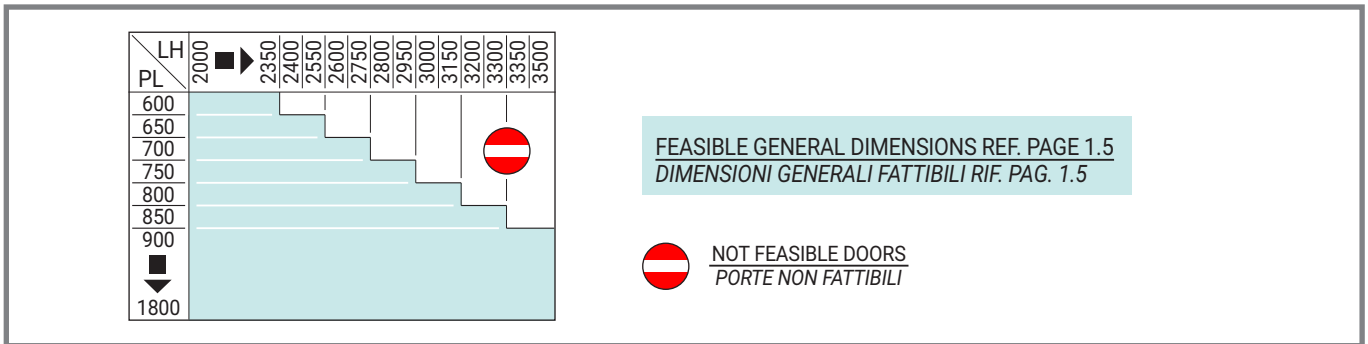 LH
PL
2000 2350 2400 2550 2600 2750 2800 2950 3000 3150 3200 3300 3350 3500
600
650
700
750
800
850
900
1800
FEASIBLE GENERAL DIMENSIONS REF. PAGE 1.5
DIMENSIONI GENERALI FATTIBILI RIF. PAG. 1.5
NOT FEASIBLE DOORS
PORTE NON FATTIBILI